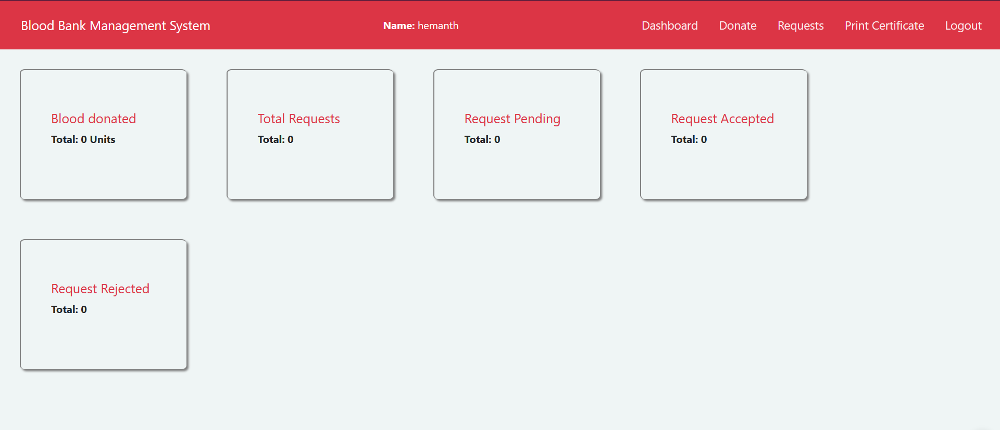 Blood Bank Management System
Name: hemanth
Dashboard
Donate
Requests
Print Certificate
Logout
Blood donated
Total: 0 Units
Total Requests
Total: 0
Request Pending
Total: 0
Request Accepted
Total: 0
Request Rejected
Total: 0